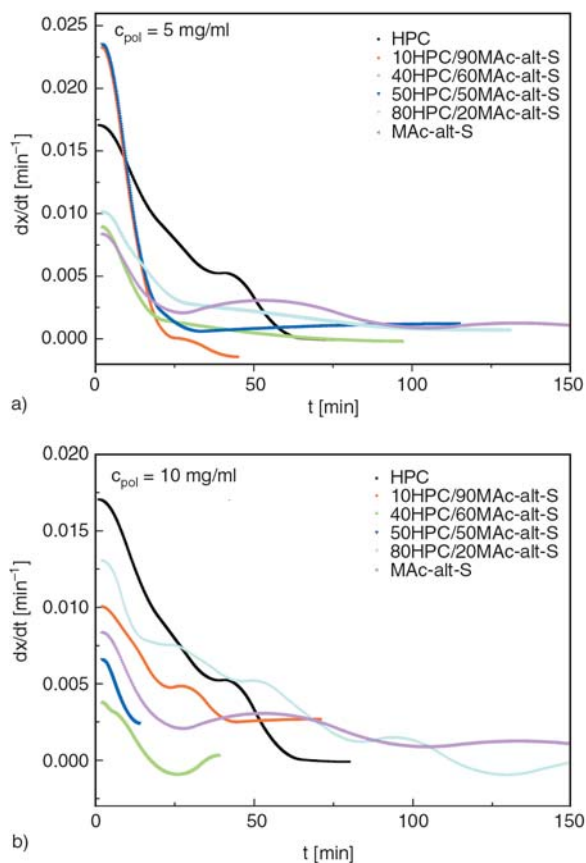 c_pol = 5 mg/ml
HPC
10HPC/90MAc-alt-S
40HPC/60MAc-alt-S
50HPC/50MAc-alt-S
80HPC/20MAc-alt-S
MAc-alt-S
dx/dt [min⁻¹]
0.025
0.020
0.015
0.010
0.005
0.000
0
50
100
150
t [min]
a)
c_pol = 10 mg/ml
HPC
10HPC/90MAc-alt-S
40HPC/60MAc-alt-S
50HPC/50MAc-alt-S
80HPC/20MAc-alt-S
MAc-alt-S
dx/dt [min⁻¹]
0.020
0.015
0.010
0.005
0.000
0
50
100
150
t [min]
b)